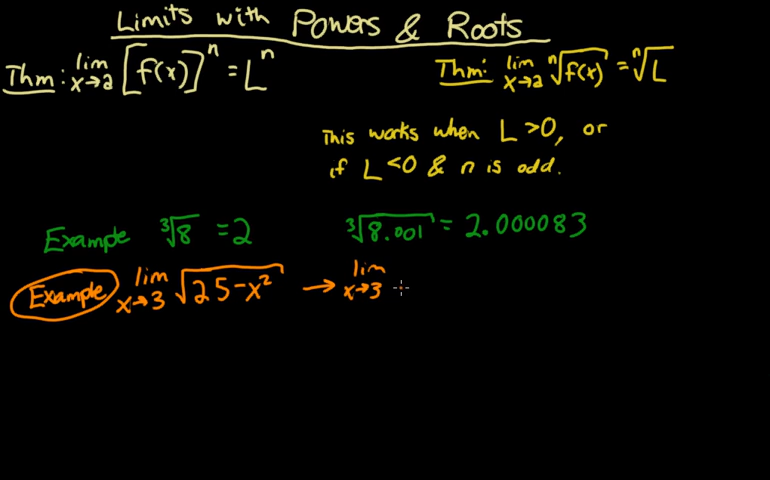 Limits with Powers & Roots
Thm: lim x→a [f(x)]^n = L^n
Thm: lim x→a ⁿ√f(x) = ⁿ√L
This works when L >0, or
if L <0 & n is odd.
Example ³√8 = 2 ³√8.001 = 2.000083
Example lim x→3 √25-x² → lim x→3